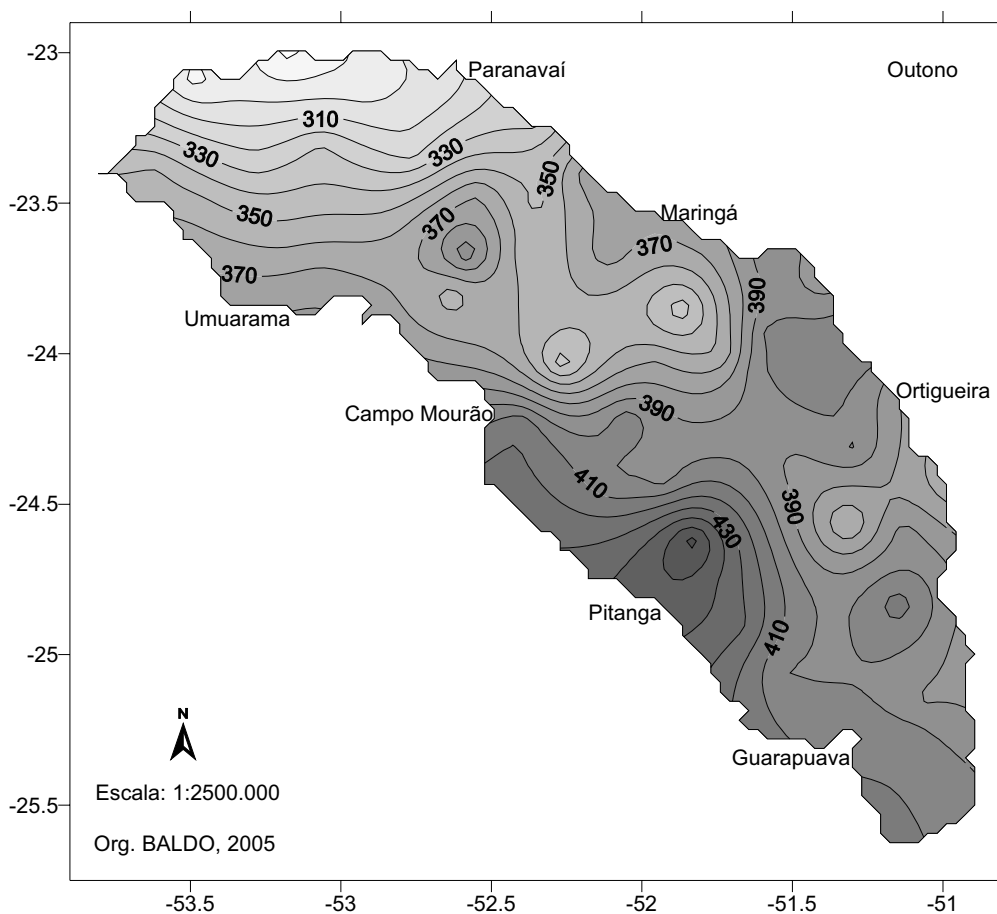 -23
Paranavaí
Outono
310
330
330
350
-23.5
350
370
Maringá
370
370
390
Umuarama
-24
390
Ortigueira
Campo Mourão
410
-24.5
390
430
Pitanga
410
-25
N
Guarapuava
Escala: 1:2500.000
-25.5
Org. BALDO, 2005
-53.5 -53 -52.5 -52 -51.5 -51